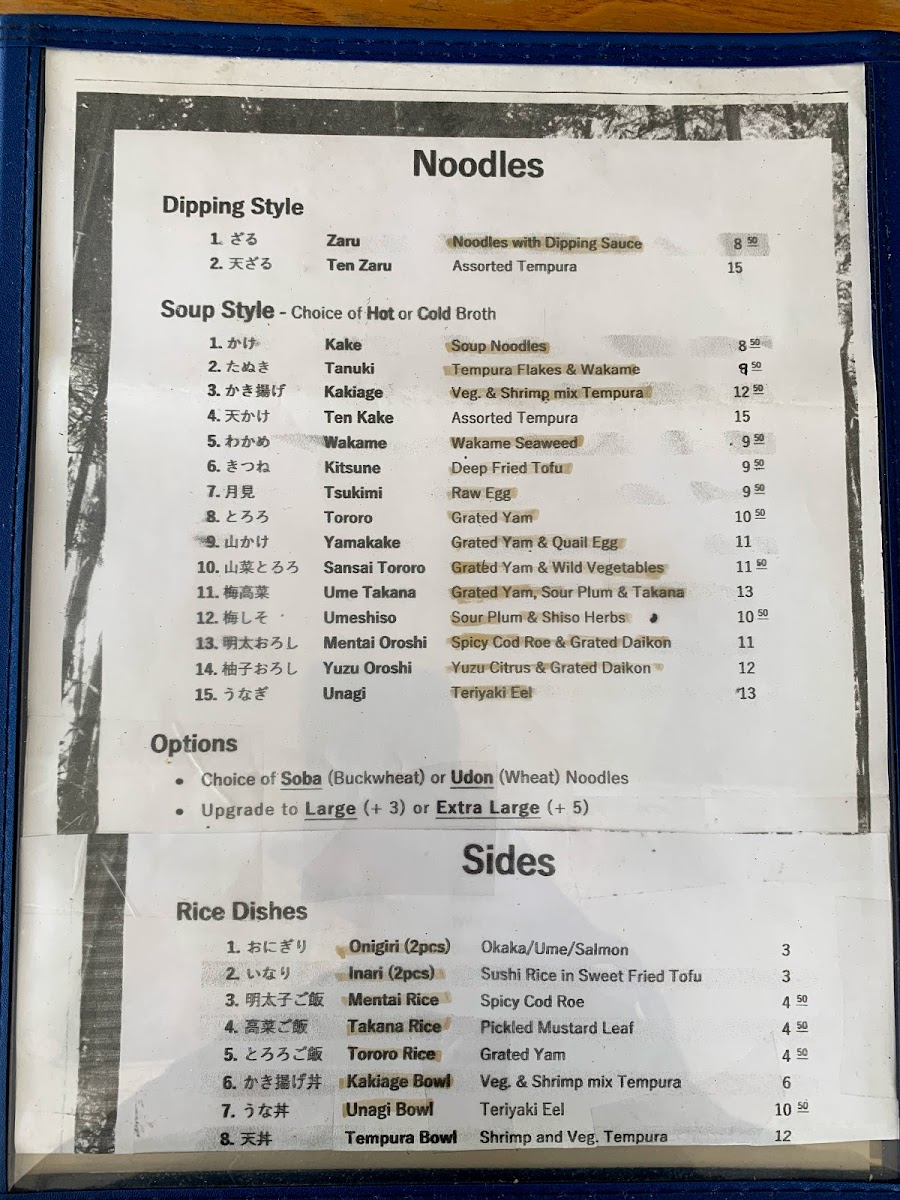 Noodles
Dipping Style
1. ざる Zaru Noodles with Dipping Sauce 8 50
2. 天ざる Ten Zaru Assorted Tempura 15
Soup Style - Choice of Hot or Cold Broth
1. かけ Kake Soup Noodles 8 50
2. たぬき Tanuki Tempura Flakes & Wakame 9 50
3. かき揚げ Kakiage Veg. & Shrimp mix Tempura 12 50
4. 天かけ Ten Kake Assorted Tempura 15
5. わかめ Wakame Wakame Seaweed 9 50
6. きつね Kitsune Deep Fried Tofu 9 50
7. 月見 Tsukimi Raw Egg 9 50
8. とろろ Tororo Grated Yam 10 50
9. 山かけ Yamakake Grated Yam & Quail Egg 11
10. 山菜とろろ Sansai Tororo Grated Yam & Wild Vegetables 11 50
11. 梅高菜 Ume Takana Grated Yam, Sour Plum & Takana 13
12. 梅しそ Umeshiso Sour Plum & Shiso Herbs 10 50
13. 明太おろし Mentai Oroshi Spicy Cod Roe & Grated Daikon 11
14. 柚子おろし Yuzu Oroshi Yuzu Citrus & Grated Daikon 12
15. うなぎ Unagi Teriyaki Eel 13
Options
• Choice of Soba (Buckwheat) or Udon (Wheat) Noodles
• Upgrade to Large (+ 3) or Extra Large (+ 5)
Sides
Rice Dishes
1. おにぎり Onigiri (2pcs) Okaka/Ume/Salmon 3
2. いなり Inari (2pcs) Sushi Rice in Sweet Fried Tofu 3
3. 明太子ご飯 Mentai Rice Spicy Cod Roe 4 50
4. 高菜ご飯 Takana Rice Pickled Mustard Leaf 4 50
5. とろろご飯 Tororo Rice Grated Yam 4 50
6. かき揚げ丼 Kakiage Bowl Veg. & Shrimp mix Tempura 6
7. うな丼 Unagi Bowl Teriyaki Eel 10 50
8. 天丼 Tempura Bowl Shrimp and Veg. Tempura 12